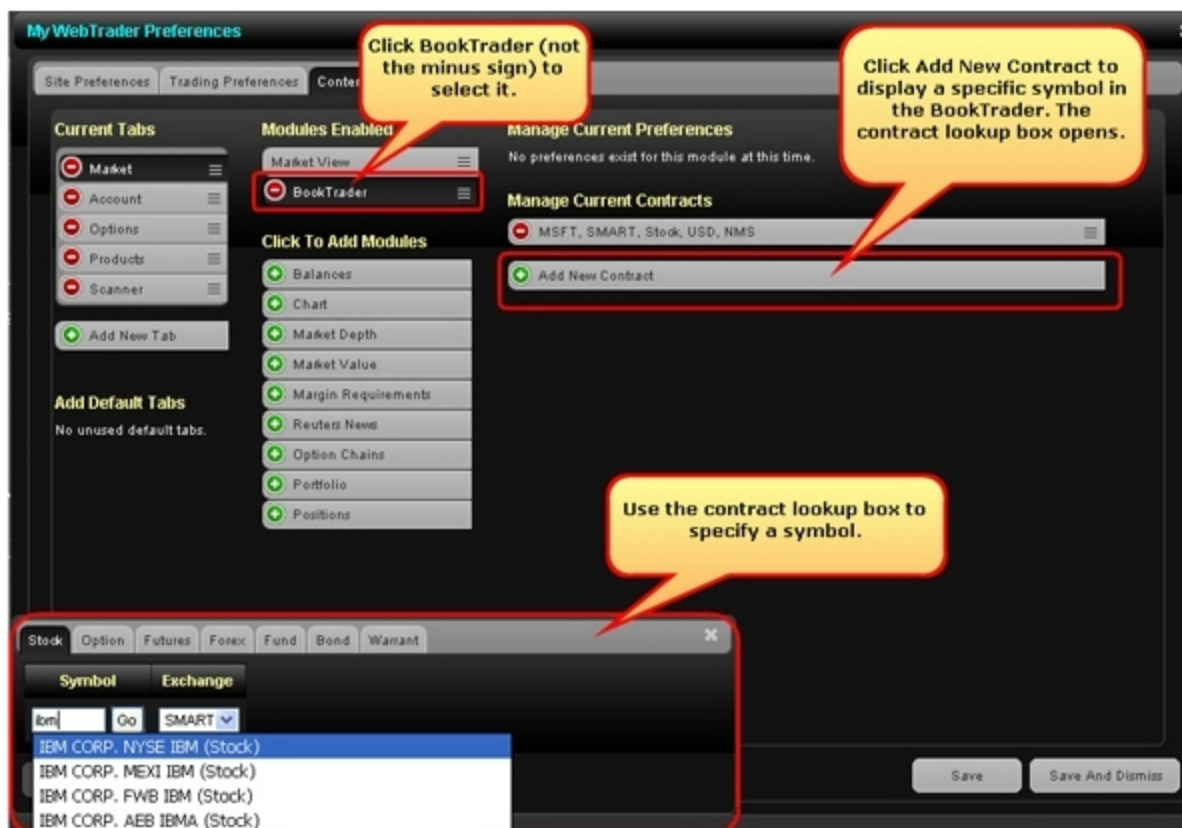 My WebTrader Preferences
Click BookTrader (not
the minus sign) to
select it.
Click Add New Contract to
display a specific symbol in
the BookTrader. The
contract lookup box opens.
Site Preferences
Trading Preferences
Current Tabs
Market
Account
Options
Products
Scanner
Add New Tab
Add Default Tabs
No unused default tabs.
Modules Enabled
Market View
BookTrader
Click To Add Modules
Balances
Chart
Market Depth
Market Value
Margin Requirements
Reuters News
Option Chains
Portfolio
Positions
Manage Current Preferences
No preferences exist for this module at this time.
Manage Current Contracts
MSFT, SMART, Stock, USD, NMS
Add New Contract
Use the contract lookup box to
specify a symbol.
Stock Option Futures Forex Fund Bond Warrant
Symbol Exchange
ibm Go SMART
IBM CORP. NYSE IBM (Stock)
IBM CORP. MEXI IBM (Stock)
IBM CORP. FWB IBM (Stock)
IBM CORP. AEB IBMA (Stock)
Save
Save And Dismiss